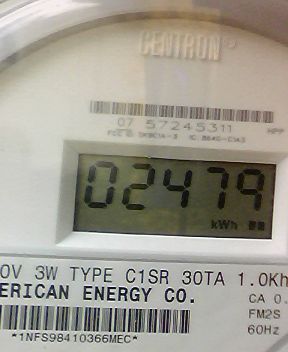 CENTRON®
07 57245311 HPP
02479
kWh
0V 3W TYPE C1SR 30TA 1.0Kh
ERICAN ENERGY CO.
CA 0.
FM2S
60Hz
*1NFS98410366MEC*